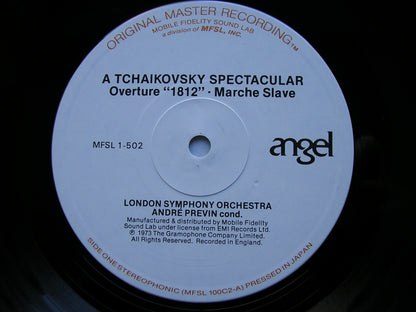 ORIGINAL MASTER RECORDING™
MOBILE FIDELITY SOUND LAB
a division of MFSL, INC.
A TCHAIKOVSKY SPECTACULAR
Overture "1812" · Marche Slave
MFSL 1-502
angel
LONDON SYMPHONY ORCHESTRA
ANDRÉ PREVIN cond.
Manufactured & distributed by Mobile Fidelity
Sound Lab under license from EMI Records Ltd.
℗ 1973 The Gramophone Company Limited.
All Rights Reserved. Recorded in England.
SIDE ONE STEREOPHONIC (MFSL 100C2-A) PRESSED IN JAPAN